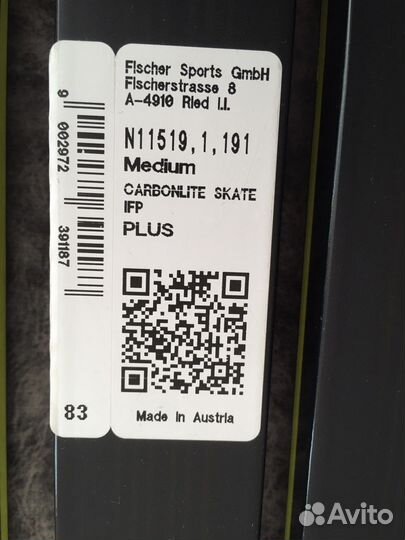 Fischer Sports GmbH
Fischerstrasse 8
A-4910 Ried i.I.
N11519,1,191
Medium
CARBONLITE SKATE
IFP
PLUS
Made in Austria
9 002972 391187
83
Avito